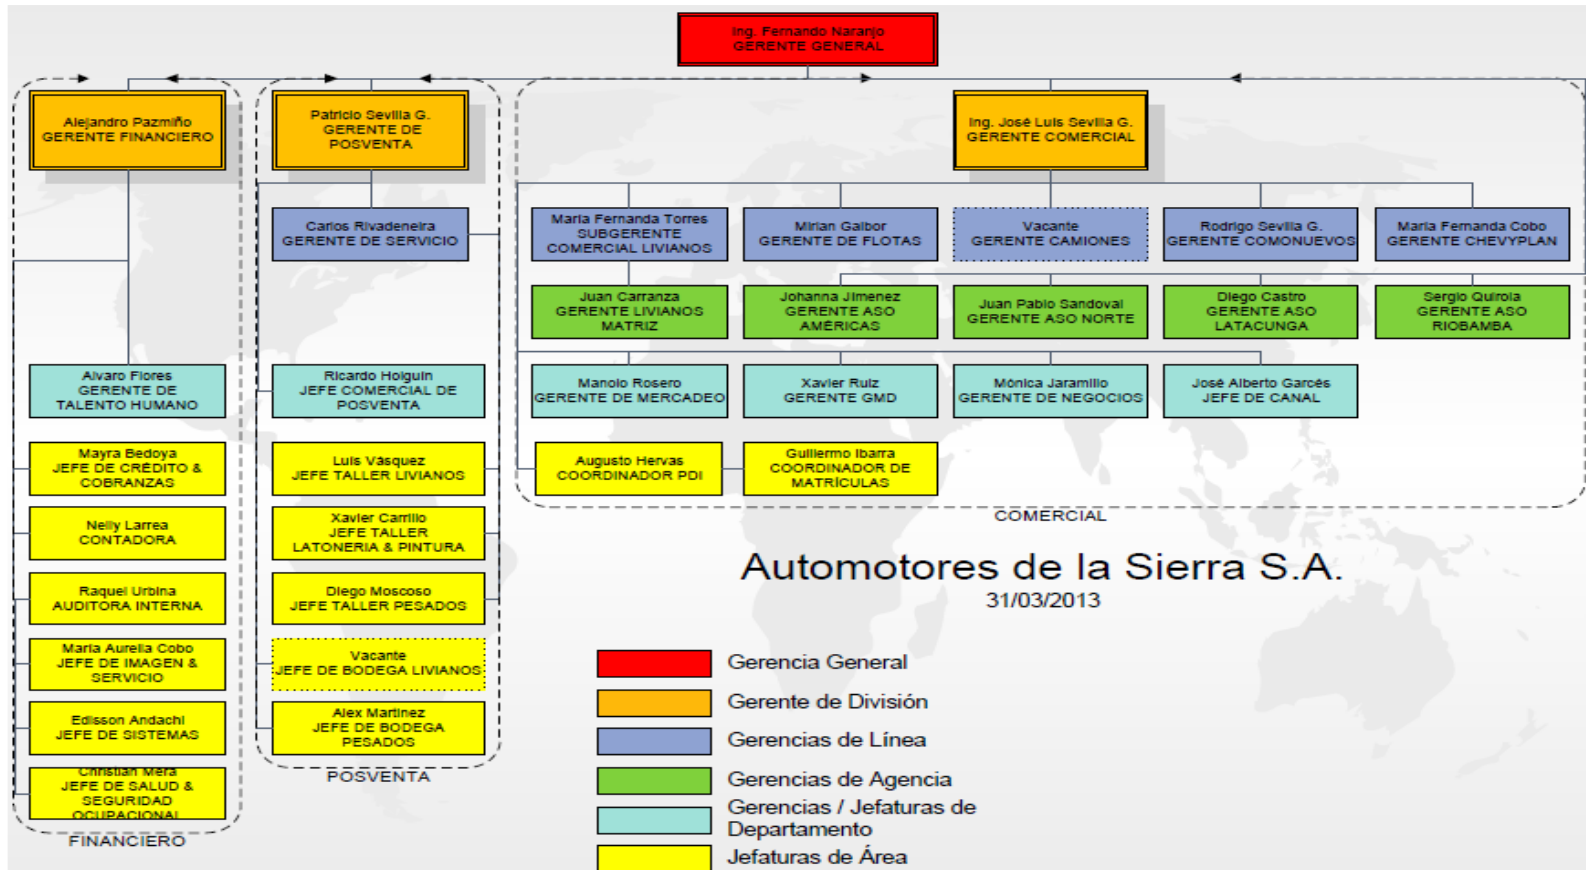 Ing. Fernando Naranjo
GERENTE GENERAL
Alejandro Pazmiño
GERENTE FINANCIERO
Patricio Sevilla G.
GERENTE DE
POSVENTA
Ing. José Luis Sevilla G.
GERENTE COMERCIAL
Carlos Rivadeneira
GERENTE DE SERVICIO
María Fernanda Torres
SUBGERENTE
COMERCIAL LIVIANOS
Mirian Gaibor
GERENTE DE FLOTAS
Vacante
GERENTE CAMIONES
Rodrigo Sevilla G.
GERENTE COMONUEVOS
María Fernanda Cobo
GERENTE CHEVYPLAN
Juan Carranza
GERENTE LIVIANOS
MATRIZ
Johanna Jimenez
GERENTE ASO
AMÉRICAS
Juan Pablo Sandoval
GERENTE ASO NORTE
Diego Castro
GERENTE ASO
LATACUNGA
Sergio Quirola
GERENTE ASO
RIOBAMBA
Alvaro Flores
GERENTE DE
TALENTO HUMANO
Ricardo Holguín
JEFE COMERCIAL DE
POSVENTA
Manolo Rosero
GERENTE DE MERCADEO
Xavier Ruiz
GERENTE GMD
Mónica Jaramillo
GERENTE DE NEGOCIOS
José Alberto Garcés
JEFE DE CANAL
Mayra Bedoya
JEFE DE CRÉDITO &
COBRANZAS
Luis Vásquez
JEFE TALLER LIVIANOS
Augusto Hervas
COORDINADOR PDI
Guillermo Ibarra
COORDINADOR DE
MATRÍCULAS
Nelly Larrea
CONTADORA
Xavier Carrillo
JEFE TALLER
LATONERIA & PINTURA
COMERCIAL
Raquel Urbina
AUDITORA INTERNA
Diego Moscoso
JEFE TALLER PESADOS
Automotores de la Sierra S.A.
31/03/2013
María Aurelia Cobo
JEFE DE IMAGEN &
SERVICIO
Vacante
JEFE DE BODEGA LIVIANOS
Edisson Andachi
JEFE DE SISTEMAS
Alex Martinez
JEFE DE BODEGA
PESADOS
Christian Mera
JEFE DE SALUD &
SEGURIDAD
OCUPACIONAL
POSVENTA
FINANCIERO
Gerencia General
Gerente de División
Gerencias de Línea
Gerencias de Agencia
Gerencias / Jefaturas de
Departamento
Jefaturas de Área